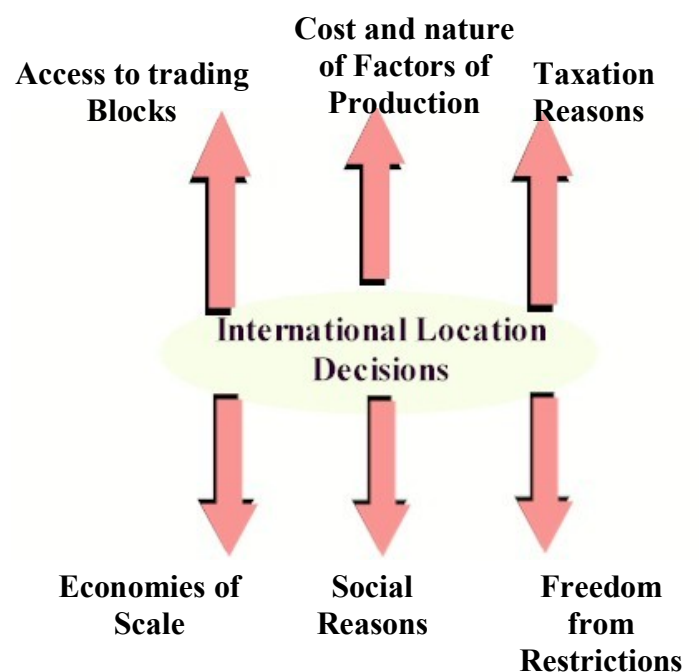 Access to trading
Blocks
Cost and nature
of Factors of
Production
Taxation
Reasons
International Location
Decisions
Economies of
Scale
Social
Reasons
Freedom
from
Restrictions